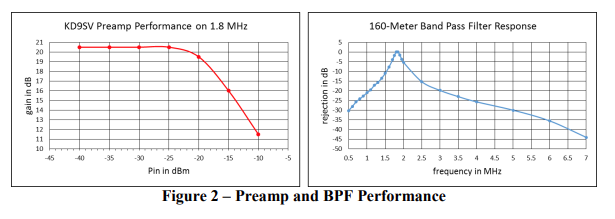 KD9SV Preamp Performance on 1.8 MHz
gain in dB
21
20
19
18
17
16
15
14
13
12
11
10
-45 -40 -35 -30 -25 -20 -15 -10 -5
Pin in dBm
160-Meter Band Pass Filter Response
rejection in dB
5
0
-5
-10
-15
-20
-25
-30
-35
-40
-45
-50
0.5 1 1.5 2 2.5 3 3.5 4 4.5 5 5.5 6 6.5 7
frequency in MHz
Figure 2 – Preamp and BPF Performance